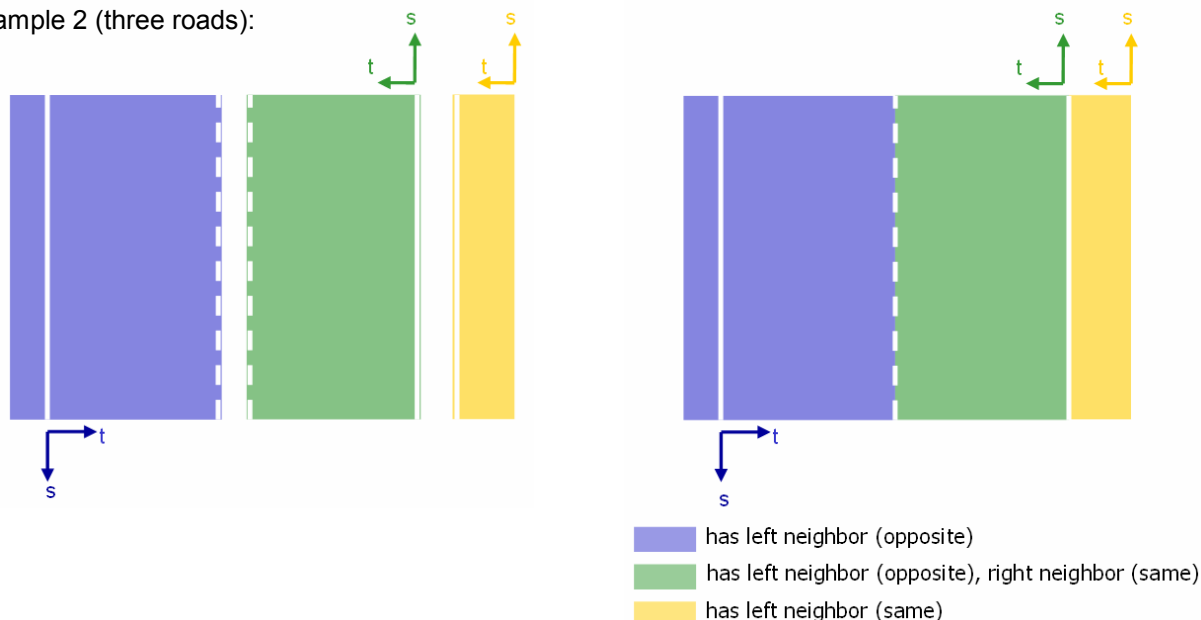 ample 2 (three roads):
s s s s
t t t t
t t
s s
has left neighbor (opposite)
has left neighbor (opposite), right neighbor (same)
has left neighbor (same)